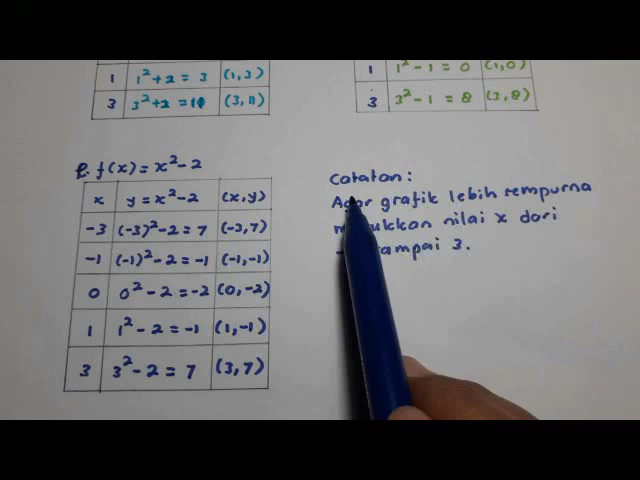 1 1²+2 = 3 (1,3)
3 3²+2 = 11 (3,11)
1 1²-1 = 0 (1,0)
3 3²-1 = 8 (3,8)
f(x) = x²-2
x y = x²-2 (x,y)
-3 (-3)²-2 = 7 (-3,7)
-1 (-1)²-2 = -1 (-1,-1)
0 0²-2 = -2 (0,-2)
1 1²-2 = -1 (1,-1)
3 3²-2 = 7 (3,7)
Catatan:
Agar grafik lebih sempurna
nilai x dari
sampai 3.